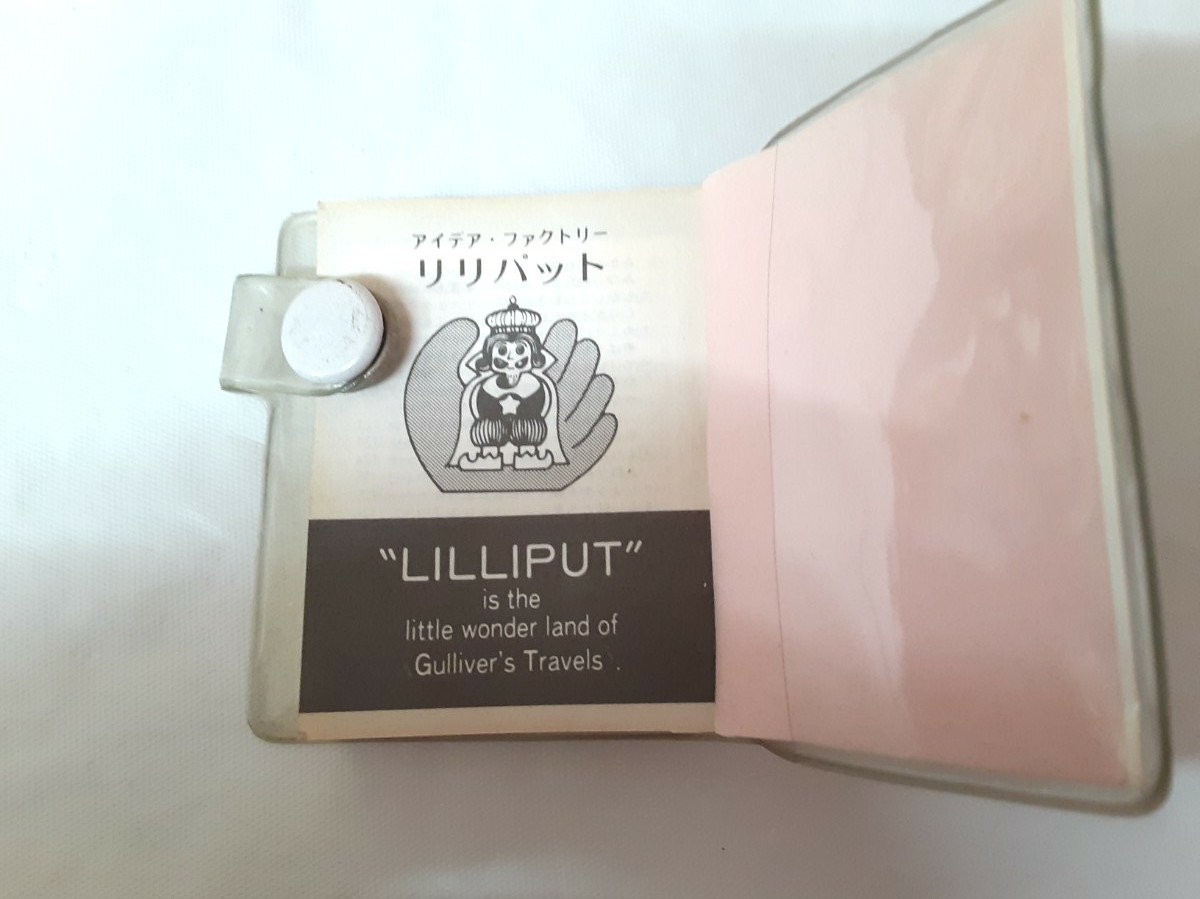 アイデア・ファクトリー
リリパット
“LILLIPUT”
is the
little wonder land of
Gulliver's Travels .